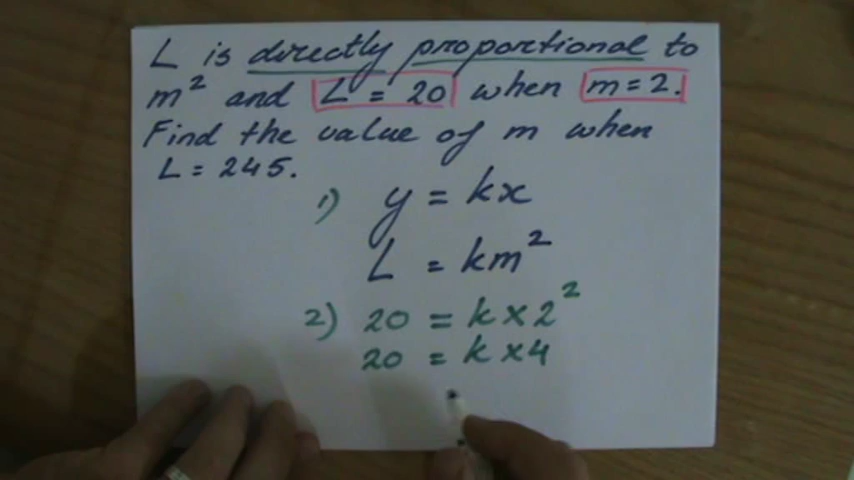 L is directly proportional to
m² and L = 20 when m = 2.
Find the value of m when
L = 245.
1) y = kx
L = km²
2) 20 = k × 2²
20 = k × 4